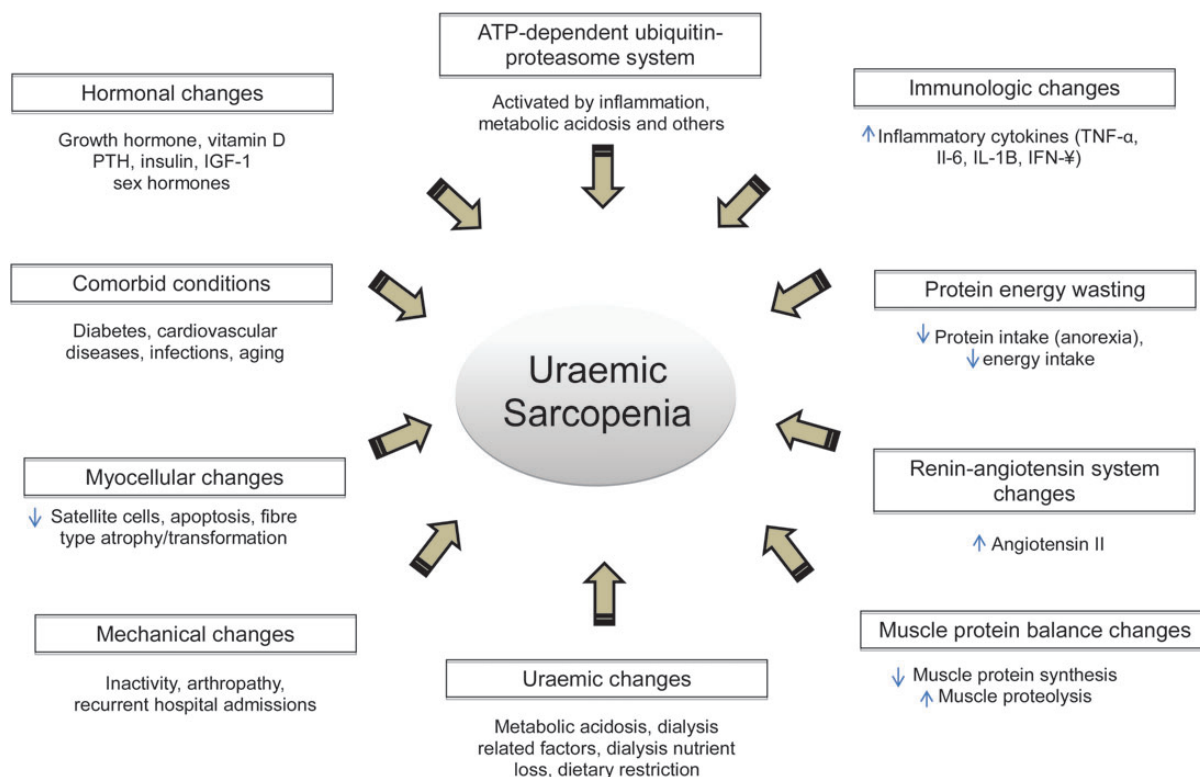 ATP-dependent ubiquitin-
proteasome system
Activated by inflammation,
metabolic acidosis and others
Hormonal changes
Growth hormone, vitamin D
PTH, insulin, IGF-1
sex hormones
Immunologic changes
↑ Inflammatory cytokines (TNF-α,
Il-6, IL-1B, IFN-¥)
Comorbid conditions
Diabetes, cardiovascular
diseases, infections, aging
Protein energy wasting
↓ Protein intake (anorexia),
↓ energy intake
Uraemic
Sarcopenia
Myocellular changes
↓ Satellite cells, apoptosis, fibre
type atrophy/transformation
Renin-angiotensin system
changes
↑ Angiotensin II
Mechanical changes
Inactivity, arthropathy,
recurrent hospital admissions
Uraemic changes
Metabolic acidosis, dialysis
related factors, dialysis nutrient
loss, dietary restriction
Muscle protein balance changes
↓ Muscle protein synthesis
↑ Muscle proteolysis